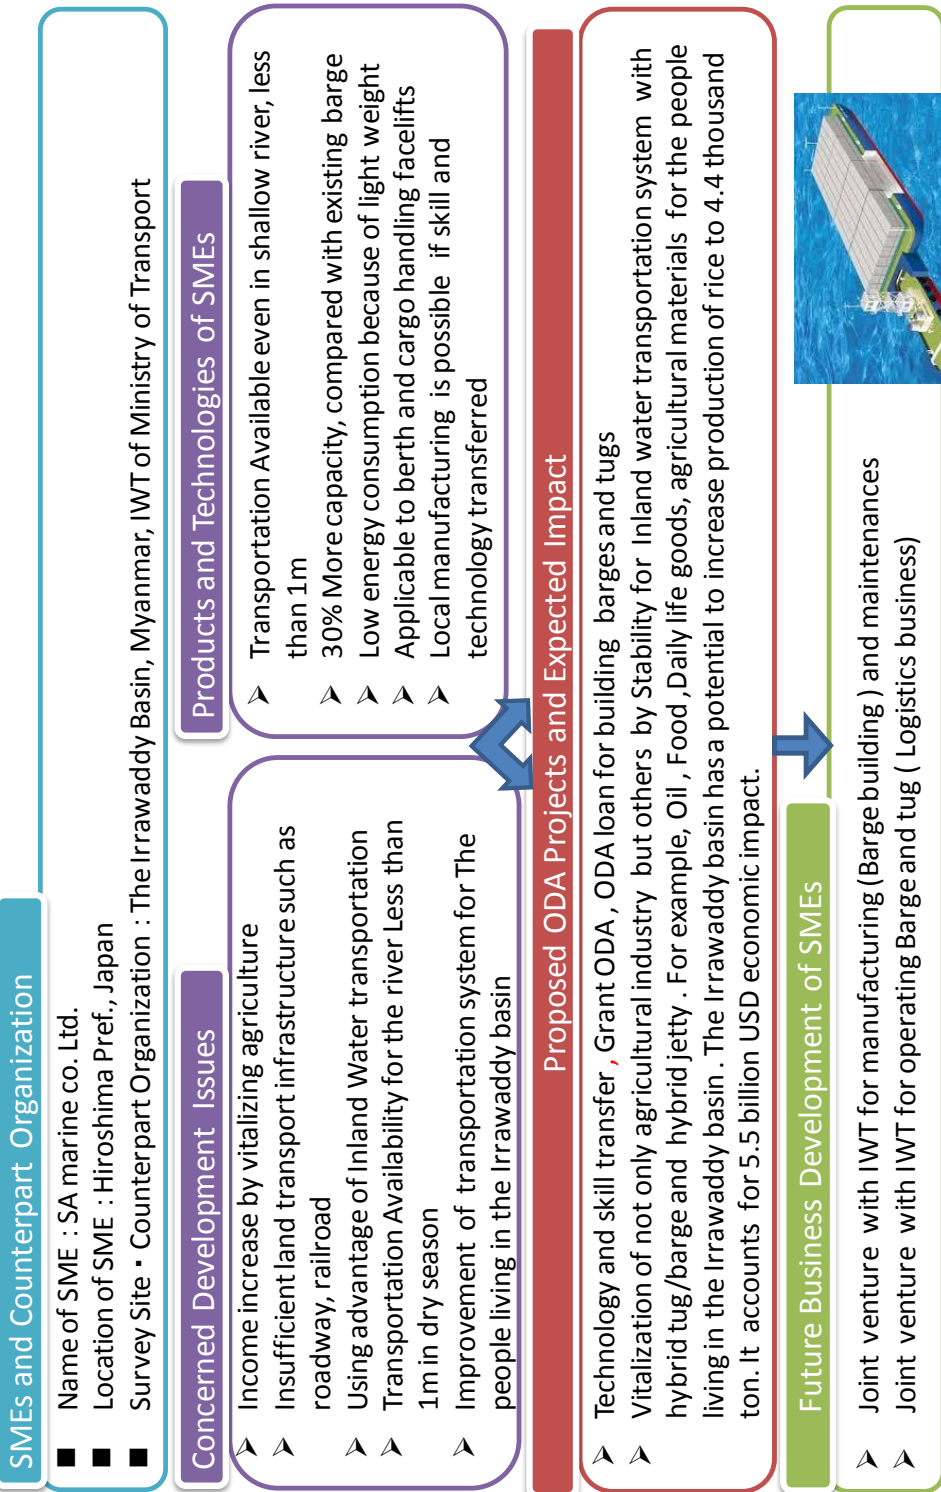 SMEs and Counterpart Organization
■ Name of SME : SA marine co. Ltd.
■ Location of SME : Hiroshima Pref., Japan
■ Survey Site・Counterpart Organization : The Irrawaddy Basin, Myanmar, IWT of Ministry of Transport
Concerned Development Issues
➢ Income increase by vitalizing agriculture
➢ Insufficient land transport infrastructure such as
roadway, railroad
➢ Using advantage of Inland Water transportation
➢ Transportation Availability for the river Less than
1m in dry season
➢ Improvement of transportation system for The
people living in the Irrawaddy basin
Products and Technologies of SMEs
➢ Transportation Available even in shallow river, less
than 1m
➢ 30% More capacity, compared with existing barge
➢ Low energy consumption because of light weight
➢ Applicable to berth and cargo handling facelifts
➢ Local manufacturing is possible if skill and
technology transferred
Proposed ODA Projects and Expected Impact
➢ Technology and skill transfer, Grant ODA, ODA loan for building barges and tugs
➢ Vitalization of not only agricultural industry but others by Stability for Inland water transportation system with
hybrid tug/barge and hybrid jetty. For example, Oil, Food, Daily life goods, agricultural materials for the people
living in the Irrawaddy basin. The Irrawaddy basin has a potential to increase production of rice to 4.4 thousand
ton. It accounts for 5.5 billion USD economic impact.
Future Business Development of SMEs
➢ Joint venture with IWT for manufacturing (Barge building) and maintenances
➢ Joint venture with IWT for operating Barge and tug (Logistics business)